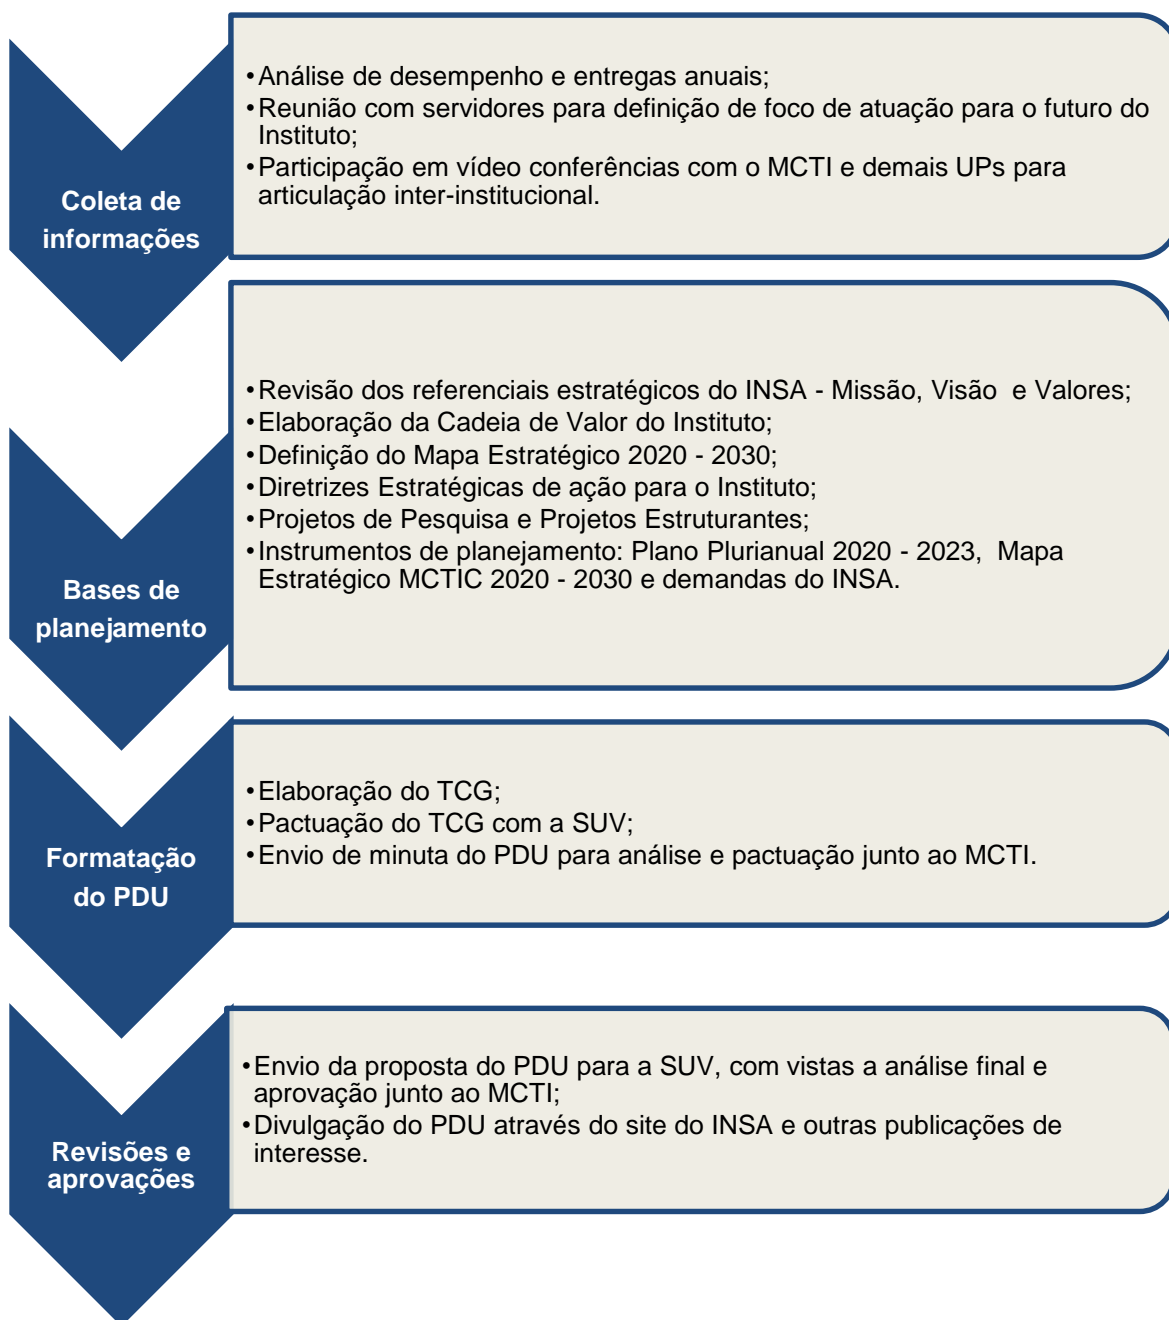 Coleta de
informações
•Análise de desempenho e entregas anuais;
•Reunião com servidores para definição de foco de atuação para o futuro do
Instituto;
•Participação em vídeo conferências com o MCTI e demais UPs para
articulação inter-institucional.
Bases de
planejamento
•Revisão dos referenciais estratégicos do INSA - Missão, Visão e Valores;
•Elaboração da Cadeia de Valor do Instituto;
•Definição do Mapa Estratégico 2020 - 2030;
•Diretrizes Estratégicas de ação para o Instituto;
•Projetos de Pesquisa e Projetos Estruturantes;
•Instrumentos de planejamento: Plano Plurianual 2020 - 2023, Mapa
Estratégico MCTIC 2020 - 2030 e demandas do INSA.
Formatação
do PDU
•Elaboração do TCG;
•Pactuação do TCG com a SUV;
•Envio de minuta do PDU para análise e pactuação junto ao MCTI.
Revisões e
aprovações
•Envio da proposta do PDU para a SUV, com vistas a análise final e
aprovação junto ao MCTI;
•Divulgação do PDU através do site do INSA e outras publicações de
interesse.